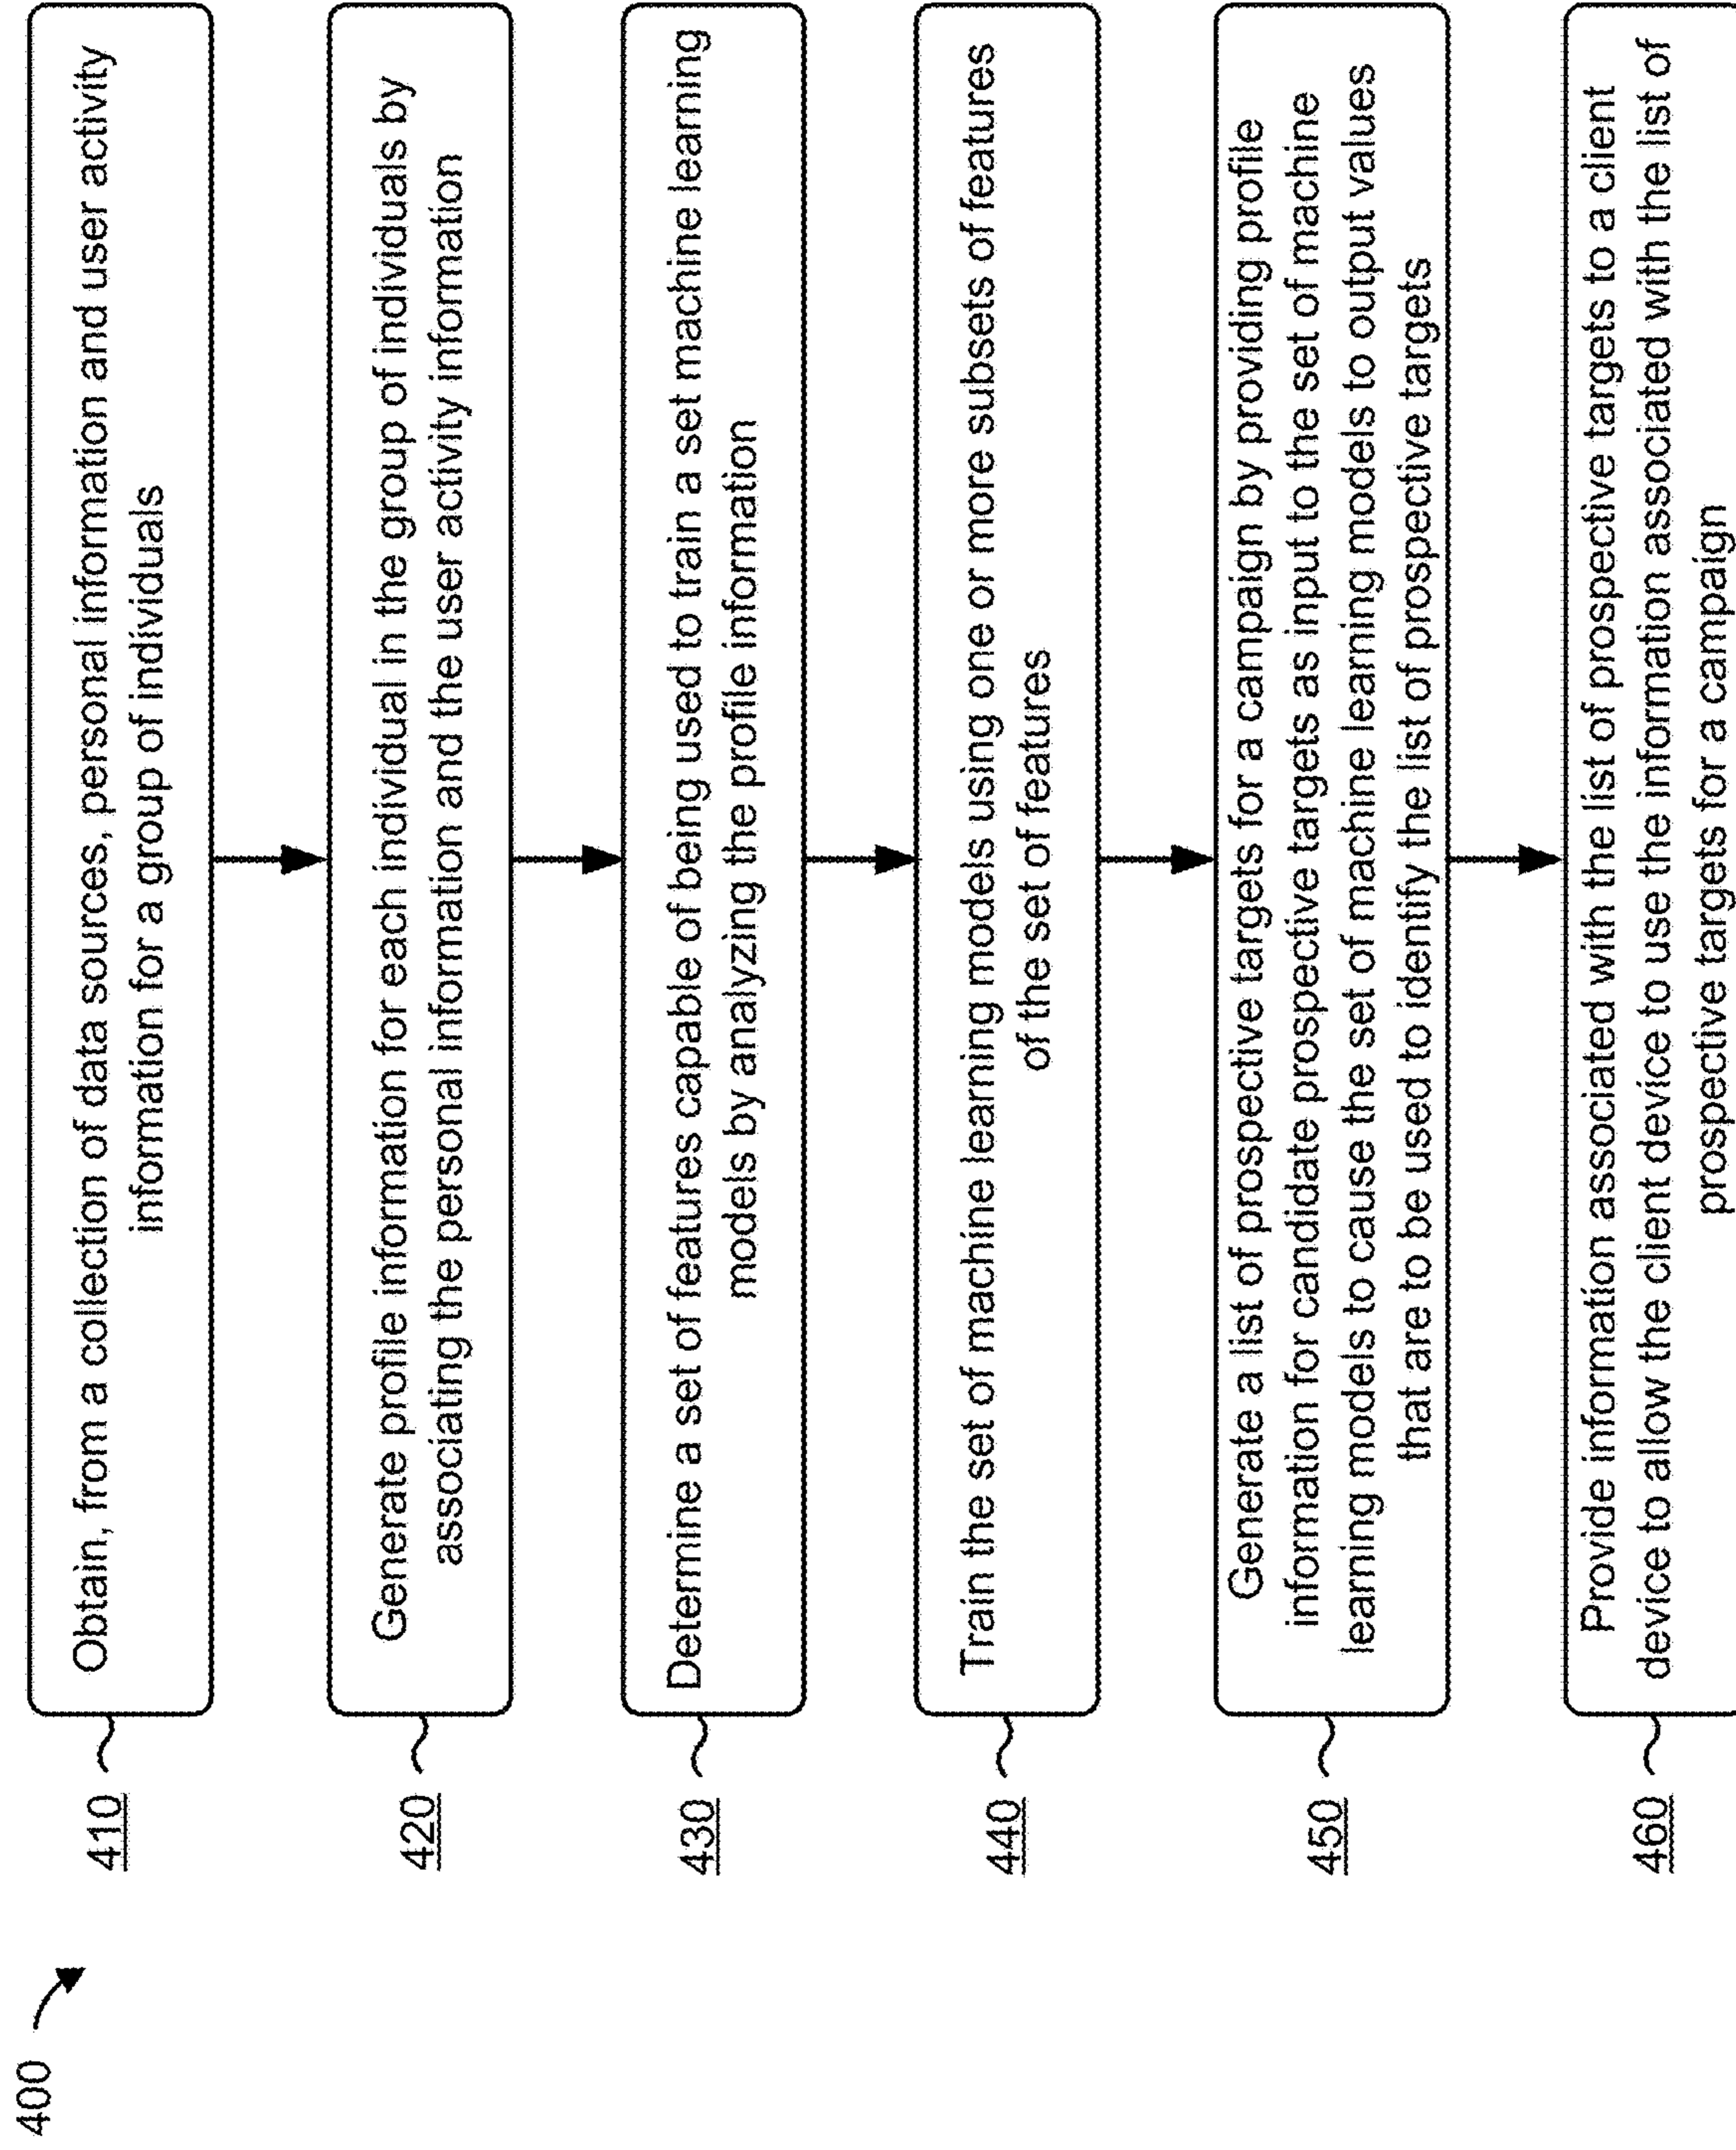 400
410
Obtain, from a collection of data sources, personal information and user activity
information for a group of individuals
420
Generate profile information for each individual in the group of individuals by
associating the personal information and the user activity information
430
Determine a set of features capable of being used to train a set machine learning
models by analyzing the profile information
440
Train the set of machine learning models using one or more subsets of features
of the set of features
450
Generate a list of prospective targets for a campaign by providing profile
information for candidate prospective targets as input to the set of machine
learning models to cause the set of machine learning models to output values
that are to be used to identify the list of prospective targets
460
Provide information associated with the list of prospective targets to a client
device to allow the client device to use the information associated with the list of
prospective targets for a campaign